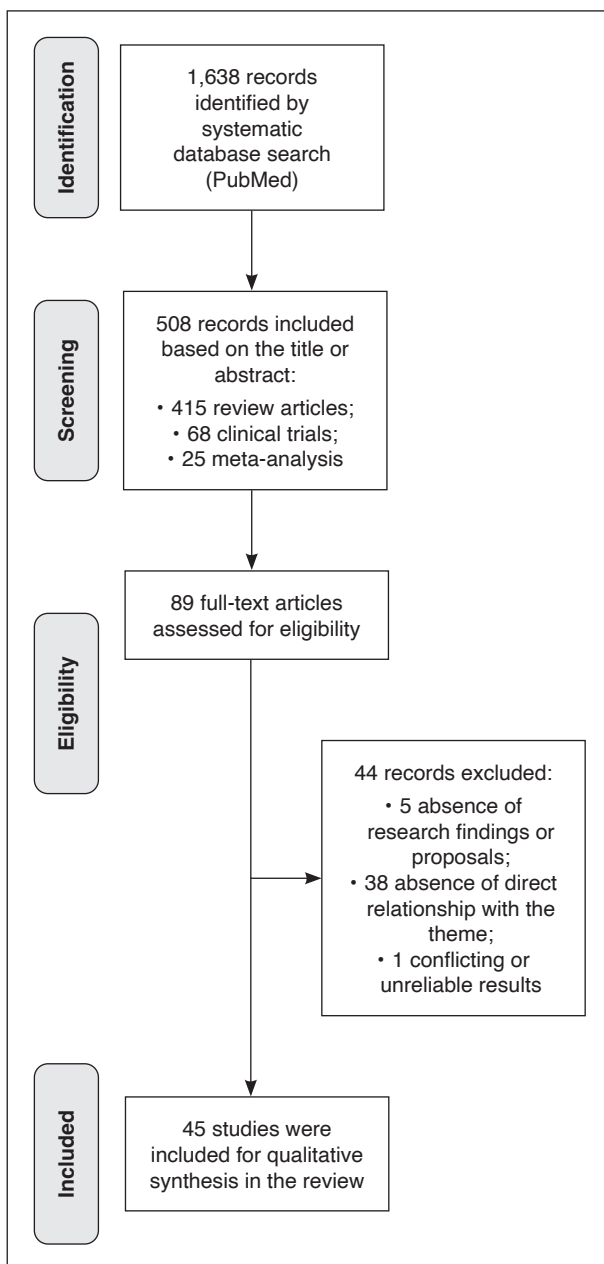 Identification
1,638 records
identified by
systematic
database search
(PubMed)
Screening
508 records included
based on the title or
abstract:
• 415 review articles;
• 68 clinical trials;
• 25 meta-analysis
Eligibility
89 full-text articles
assessed for eligibility
44 records excluded:
• 5 absence of
research findings or
proposals;
• 38 absence of direct
relationship with the
theme;
• 1 conflicting or
unreliable results
Included
45 studies were
included for qualitative
synthesis in the review